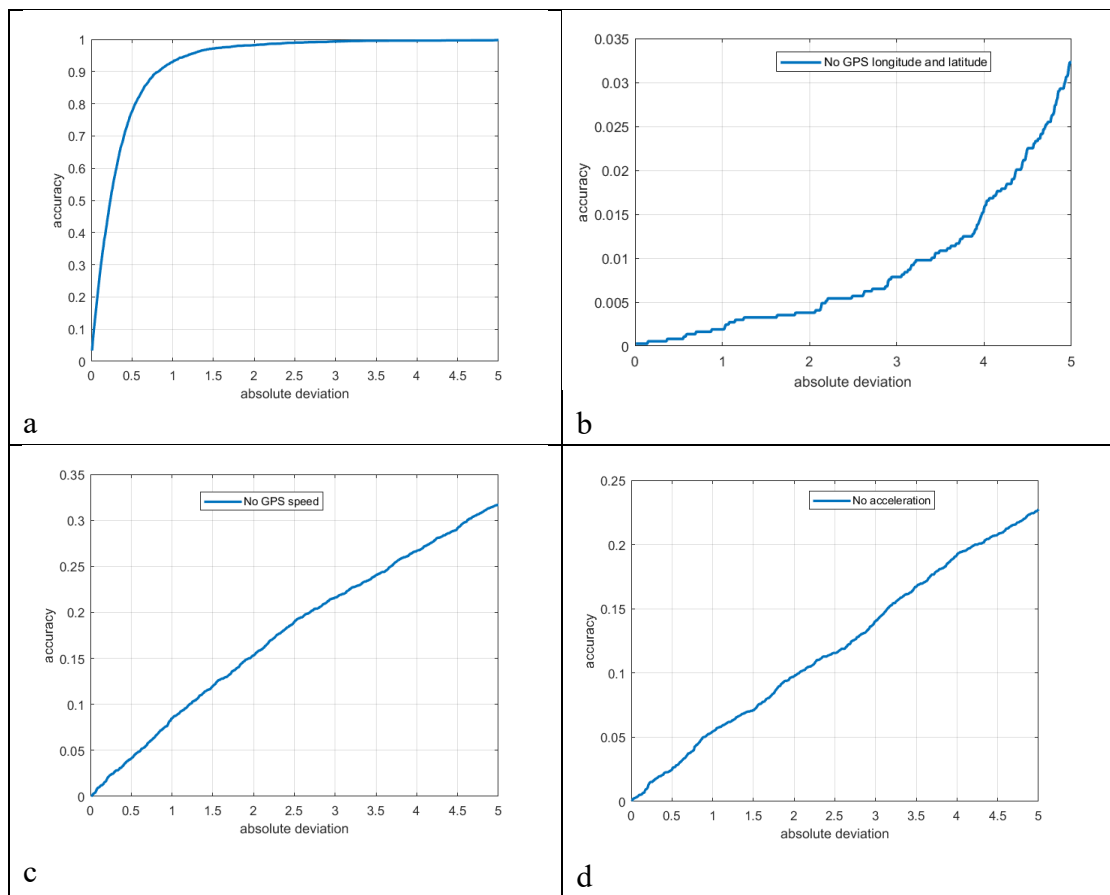 1
0.9
0.8
0.7
0.6
0.5
0.4
0.3
0.2
0.1
0
accuracy
0 0.5 1 1.5 2 2.5 3 3.5 4 4.5 5
absolute deviation
a
No GPS longitude and latitude
0.035
0.03
0.025
0.02
0.015
0.01
0.005
0
accuracy
0 1 2 3 4 5
absolute deviation
b
No GPS speed
0.35
0.3
0.25
0.2
0.15
0.1
0.05
0
accuracy
0 0.5 1 1.5 2 2.5 3 3.5 4 4.5 5
absolute deviation
c
No acceleration
0.25
0.2
0.15
0.1
0.05
0
accuracy
0 0.5 1 1.5 2 2.5 3 3.5 4 4.5 5
absolute deviation
d